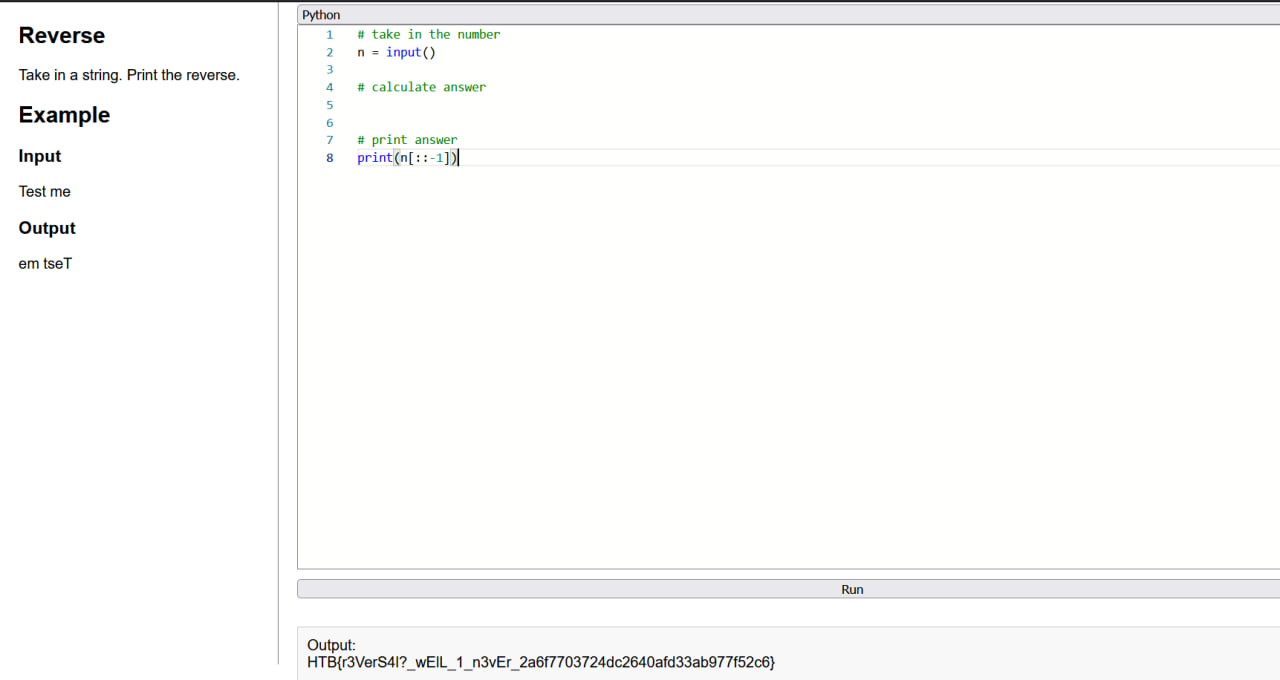 Reverse
Take in a string. Print the reverse.
Example
Input
Test me
Output
em tseT
Python
1 # take in the number
2 n = input()
3
4 # calculate answer
5
6
7 # print answer
8 print(n[::-1])
Run
Output:
HTB{r3VerS4l?_wElL_1_n3vEr_2a6f7703724dc2640afd33ab977f52c6}